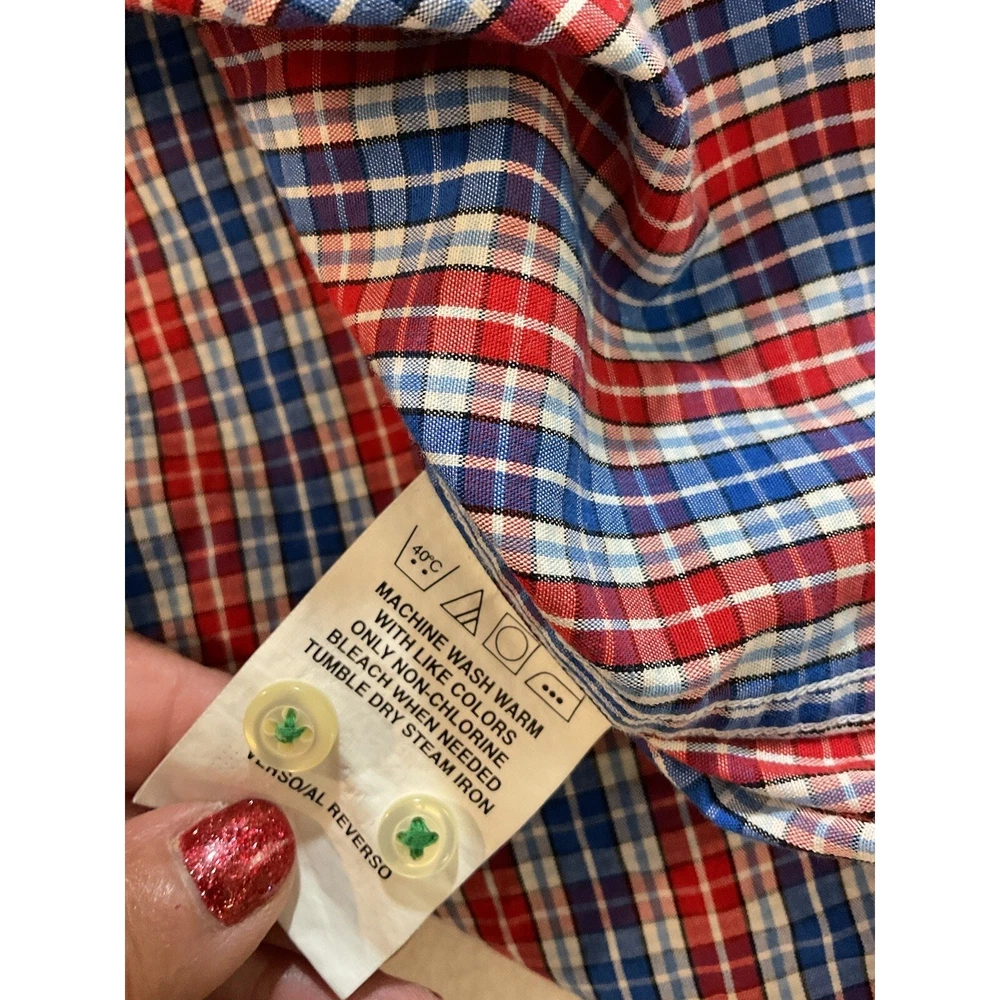 40°C
MACHINE WASH WARM
WITH LIKE COLORS
ONLY NON-CHLORINE
BLEACH WHEN NEEDED
TUMBLE DRY STEAM IRON
VERSO/AL REVERSO